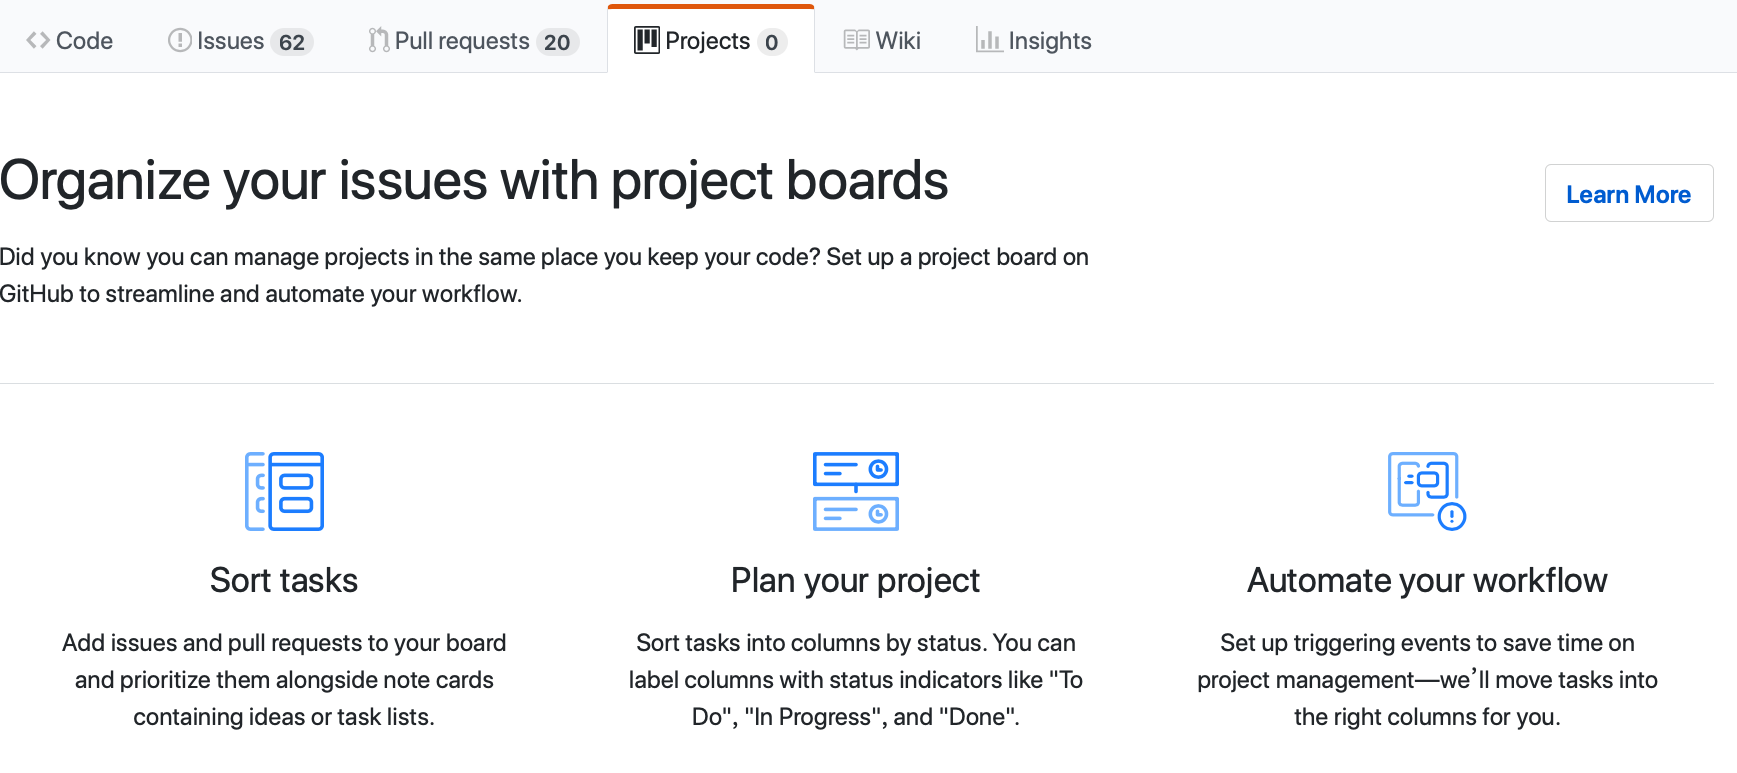 Code Issues 62 Pull requests 20 Projects 0 Wiki Insights
Organize your issues with project boards
Learn More
Did you know you can manage projects in the same place you keep your code? Set up a project board on
GitHub to streamline and automate your workflow.
Sort tasks
Add issues and pull requests to your board
and prioritize them alongside note cards
containing ideas or task lists.
Plan your project
Sort tasks into columns by status. You can
label columns with status indicators like "To
Do", "In Progress", and "Done".
Automate your workflow
Set up triggering events to save time on
project management—we’ll move tasks into
the right columns for you.